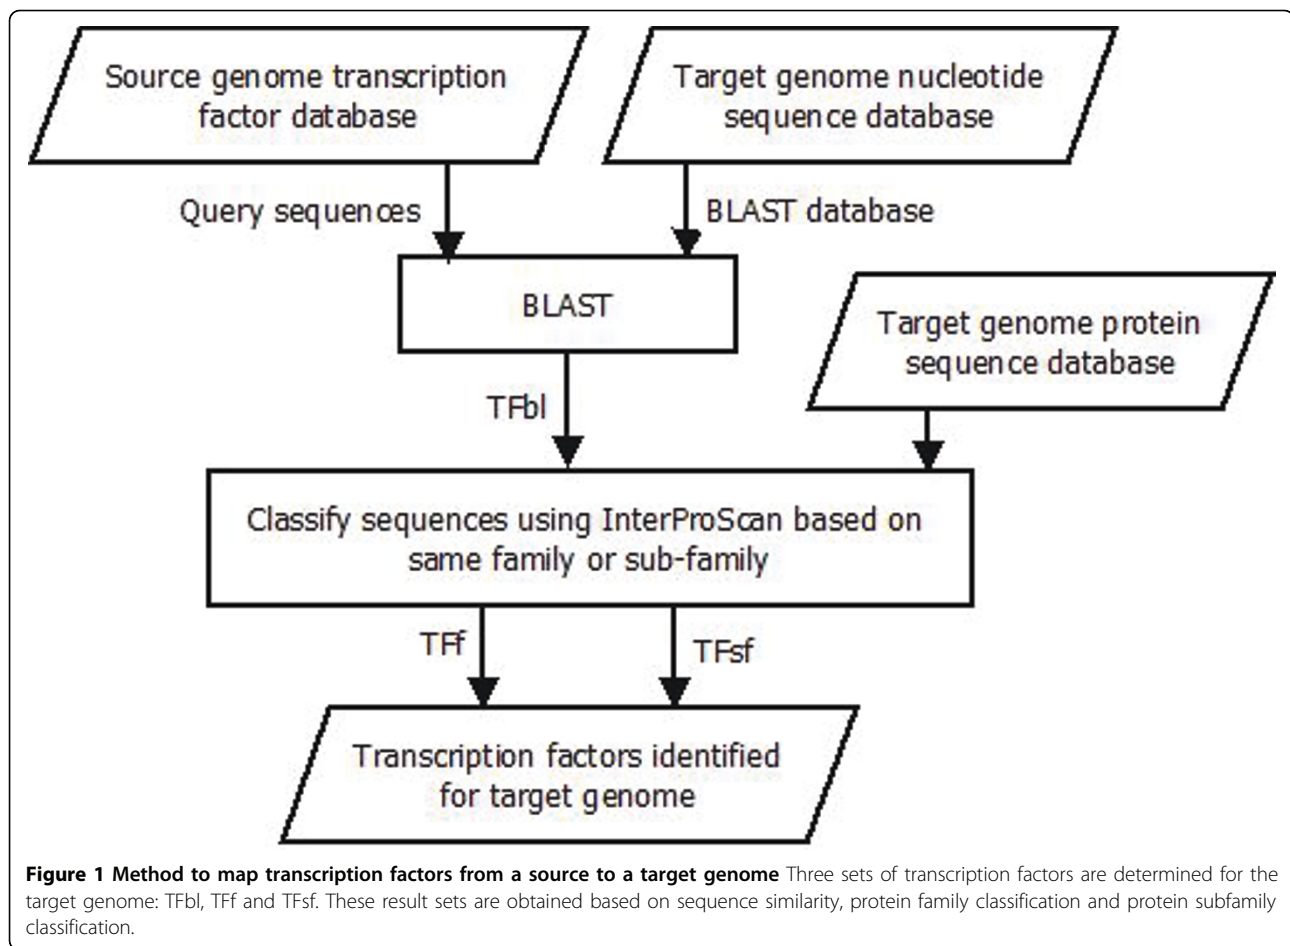 Source genome transcription
factor database
Target genome nucleotide
sequence database
Query sequences
BLAST database
BLAST
Target genome protein
sequence database
TFbl
Classify sequences using InterProScan based on
same family or sub-family
TFf
TFsf
Transcription factors identified
for target genome
Figure 1 Method to map transcription factors from a source to a target genome Three sets of transcription factors are determined for the
target genome: TFbl, TFf and TFsf. These result sets are obtained based on sequence similarity, protein family classification and protein subfamily
classification.